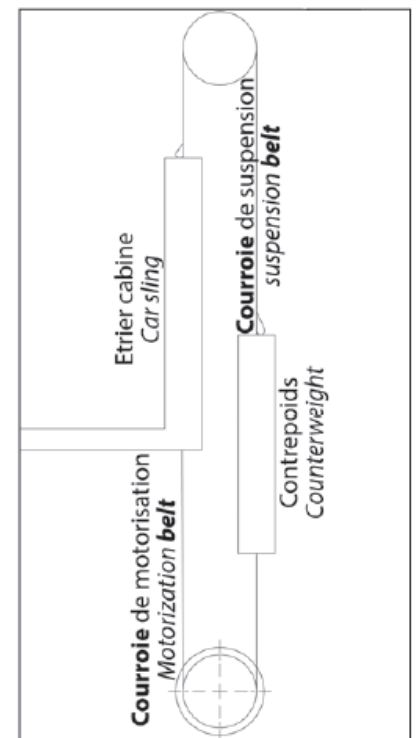 Courroie de suspension
suspension belt
Etrier cabine
Car sling
Contrepoids
Counterweight
Courroie de motorisation
Motorization belt